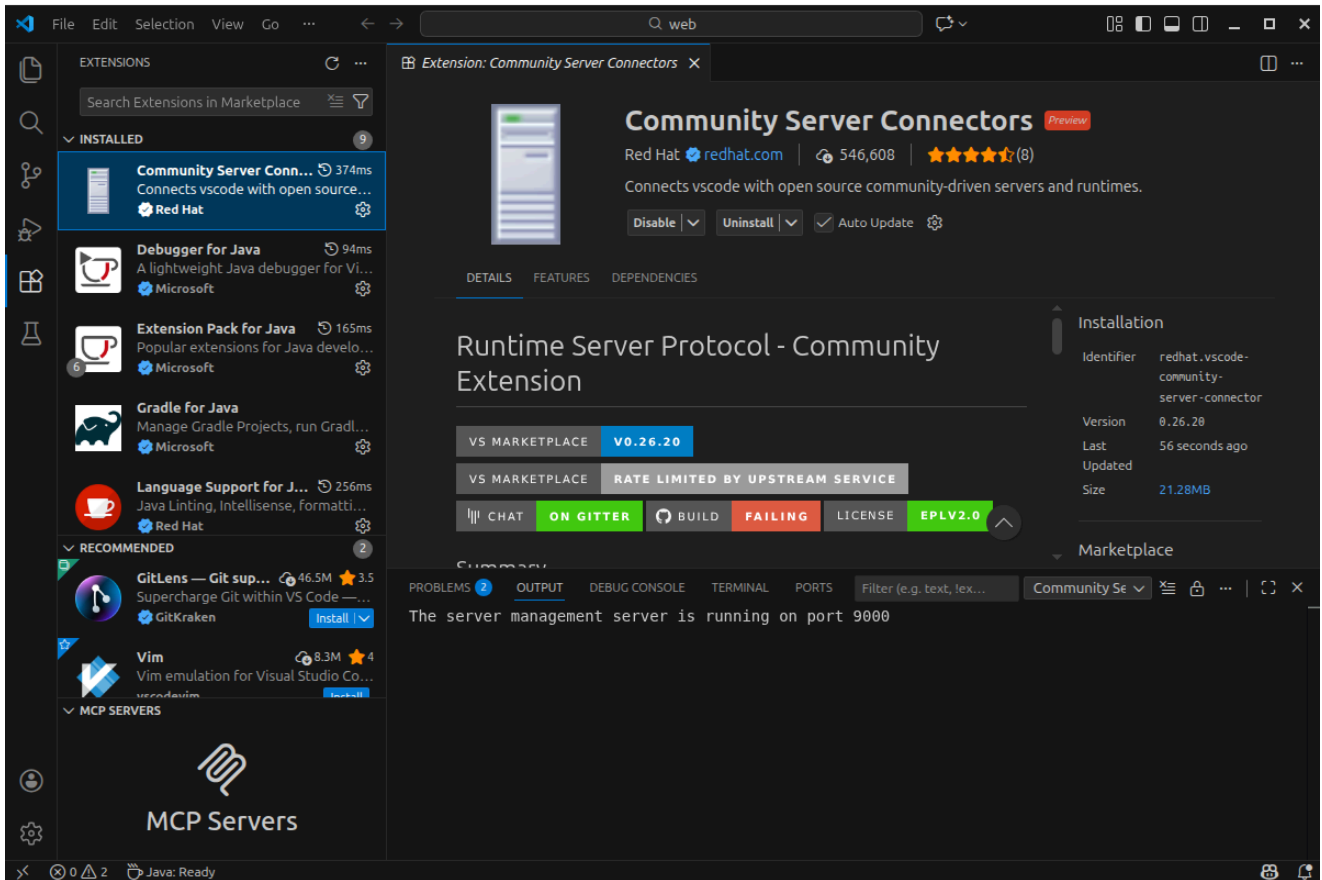 File Edit Selection View Go ··· web
EXTENSIONS
Search Extensions in Marketplace
INSTALLED 9
Community Server Conn... 374ms
Connects vscode with open source...
Red Hat
Debugger for Java 94ms
A lightweight Java debugger for Vi...
Microsoft
Extension Pack for Java 165ms
Popular extensions for Java develo...
6 Microsoft
Gradle for Java
Manage Gradle Projects, run Gradl...
Microsoft
Language Support for J... 256ms
Java Linting, Intellisense, formatti...
Red Hat
RECOMMENDED 2
GitLens — Git sup... 46.5M 3.5
Supercharge Git within VS Code —...
GitKraken Install
Vim 8.3M 4
Vim emulation for Visual Studio Co...
vscodevim Install
MCP SERVERS
MCP Servers
Extension: Community Server Connectors
Community Server Connectors Preview
Red Hat redhat.com 546,608 (8)
Connects vscode with open source community-driven servers and runtimes.
Disable Uninstall Auto Update
DETAILS FEATURES DEPENDENCIES
Runtime Server Protocol - Community
Extension
VS MARKETPLACE V0.26.20
VS MARKETPLACE RATE LIMITED BY UPSTREAM SERVICE
CHAT ON GITTER BUILD FAILING LICENSE EPLV2.0
Summary
Installation
Identifier redhat.vscode-
community-
server-connector
Version 0.26.20
Last 56 seconds ago
Updated
Size 21.28MB
Marketplace
PROBLEMS 2 OUTPUT DEBUG CONSOLE TERMINAL PORTS Filter (e.g. text, !ex... Community Se
The server management server is running on port 9000
0 2 Java: Ready